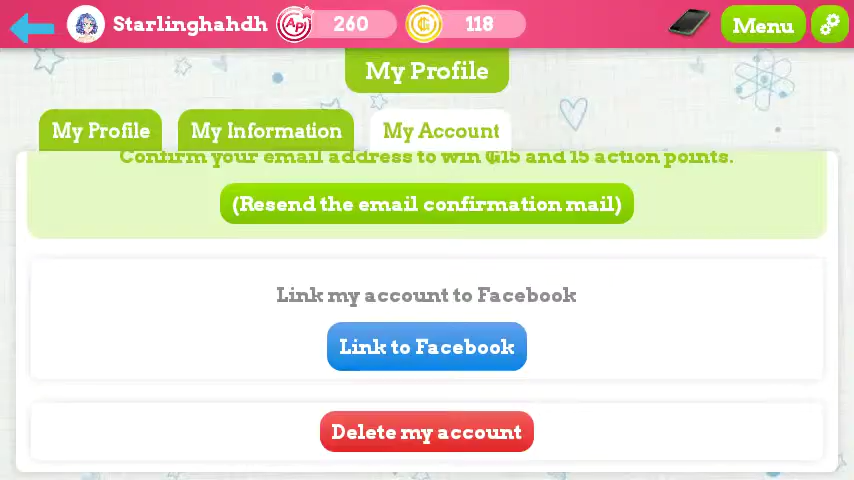 Starlinghahdh
Api
260
118
Menu
My Profile
My Profile
My Information
My Account
Confirm your email address to win ₲15 and 15 action points.
(Resend the email confirmation mail)
Link my account to Facebook
Link to Facebook
Delete my account